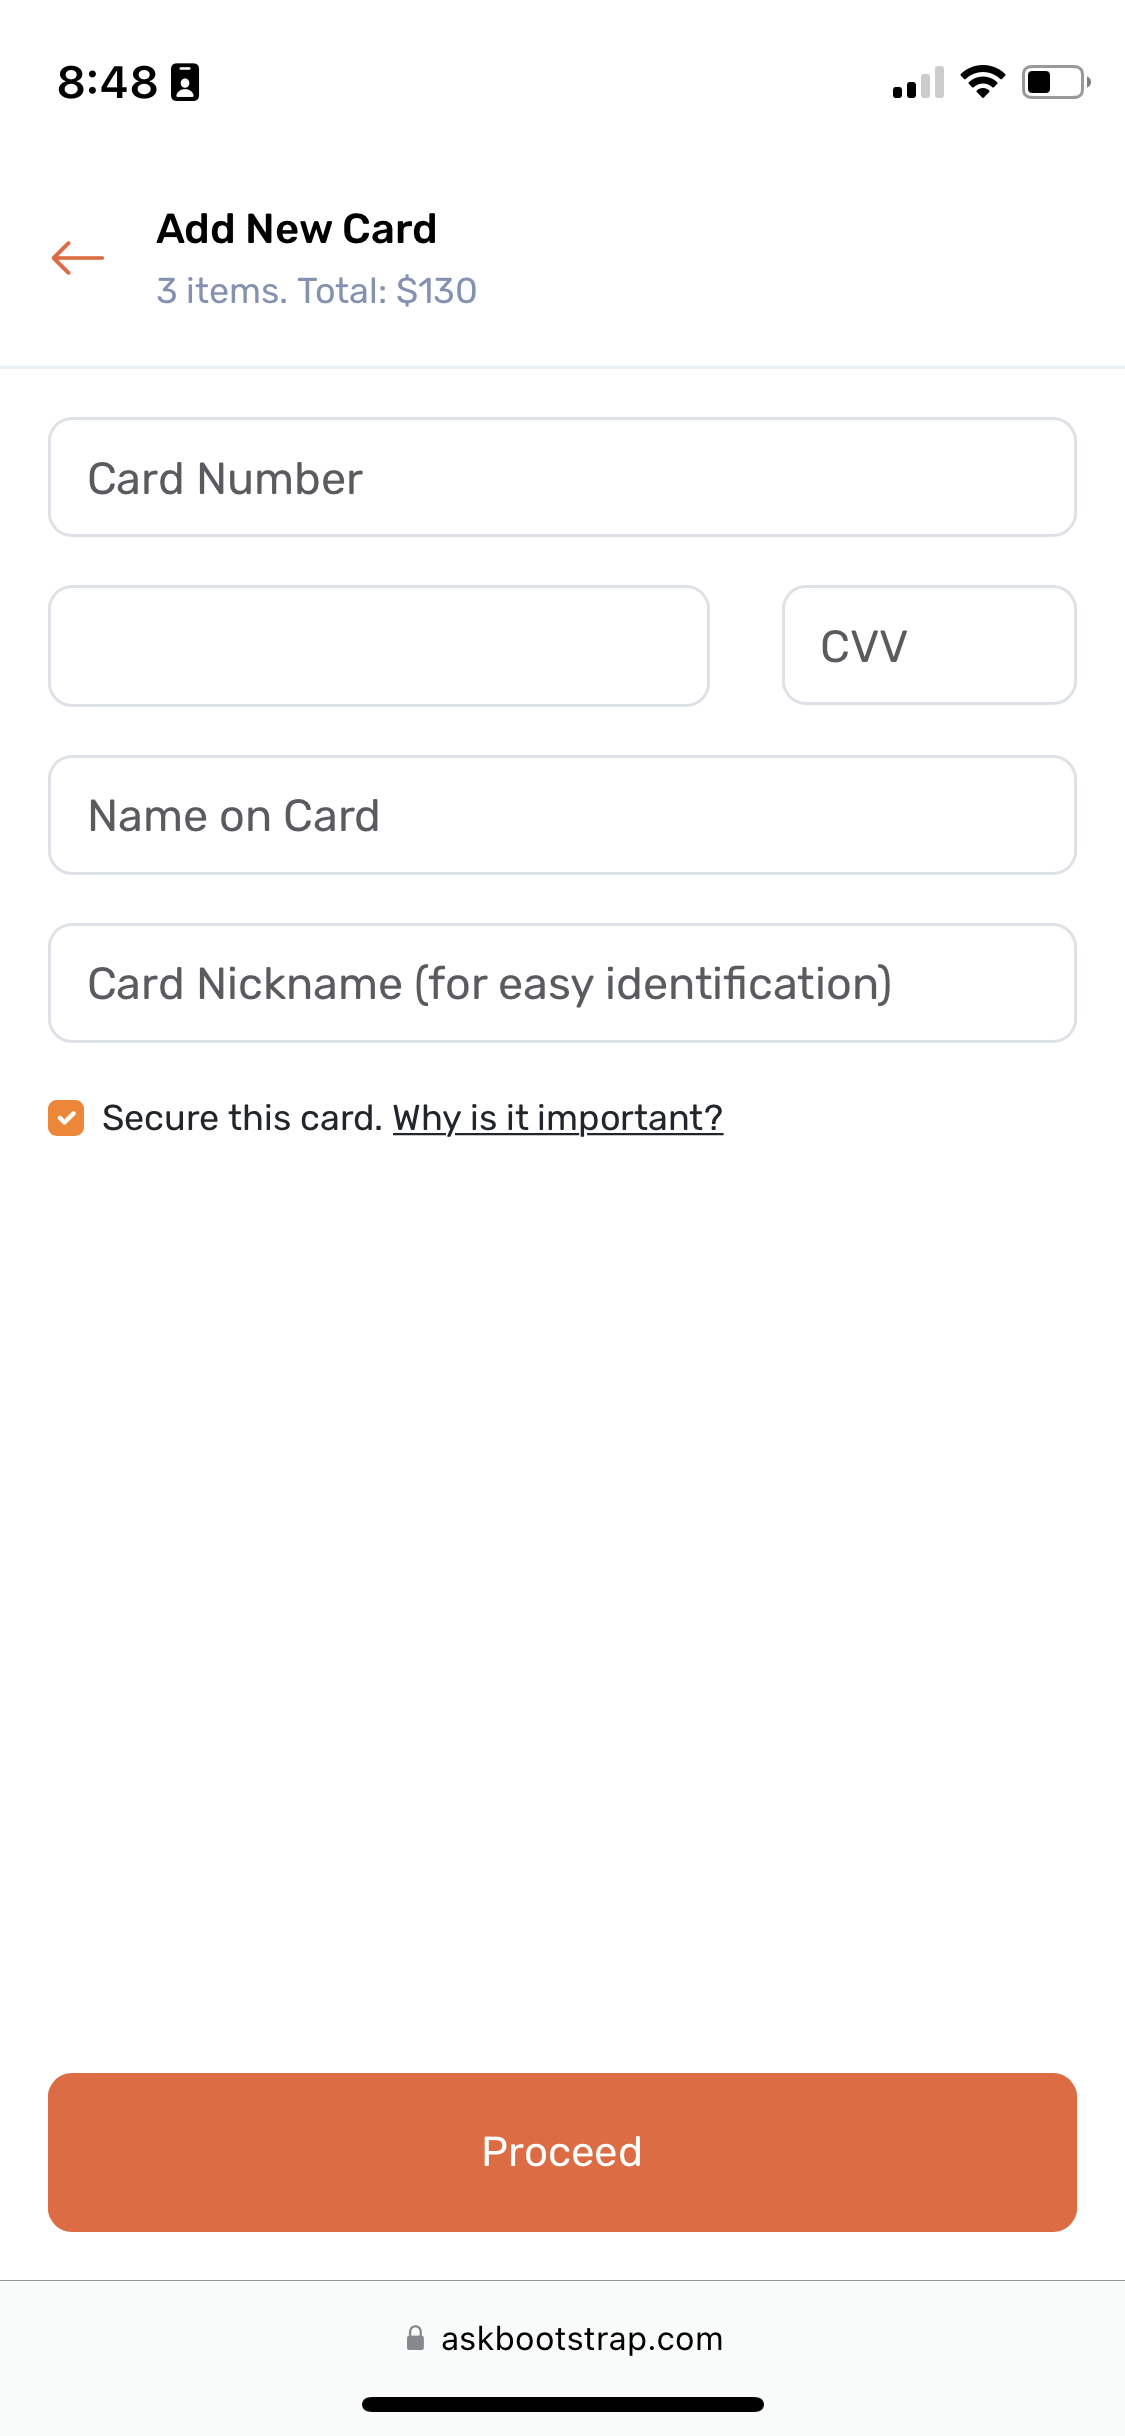 8:48
Add New Card
3 items. Total: $130
Card Number
CVV
Name on Card
Card Nickname (for easy identification)
Secure this card. Why is it important?
Proceed
askbootstrap.com